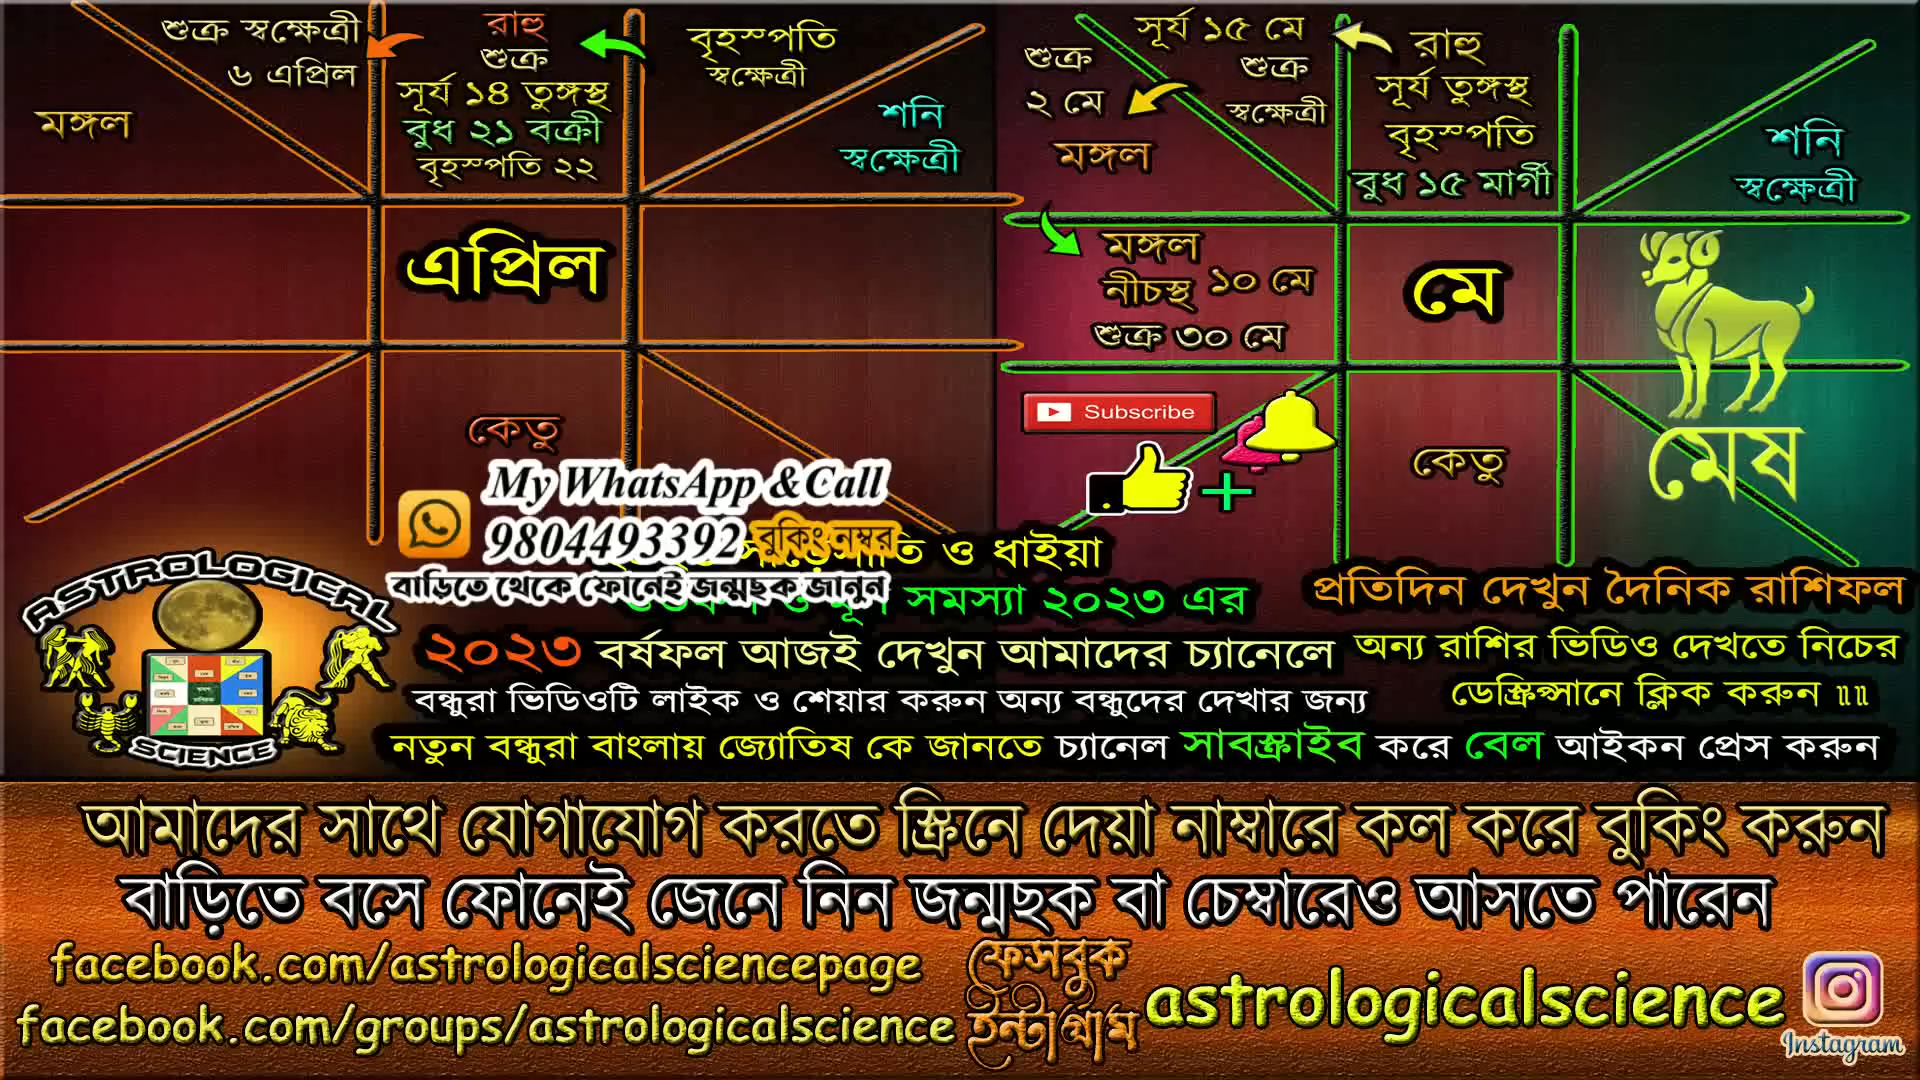 শুক্র স্বক্ষেত্রী
৬ এপ্রিল
মঙ্গল
রাহু
শুক্র
সূর্য ১৪ তুঙ্গস্থ
বুধ ২১ বক্রী
বৃহস্পতি ২২
বৃহস্পতি
স্বক্ষেত্রী
শনি
স্বক্ষেত্রী
এপ্রিল
কেতু
শুক্র
২ মে
মঙ্গল
সূর্য ১৫ মে
শুক্র
স্বক্ষেত্রী
রাহু
সূর্য তুঙ্গস্থ
বৃহস্পতি
বুধ ১৫ মার্গী
শনি
স্বক্ষেত্রী
মঙ্গল
নীচস্থ ১০ মে
শুক্র ৩০ মে
মে
মেষ
কেতু
Subscribe
My WhatsApp &Call
9804493392 বুকিং নম্বর
বাড়িতে থেকে ফোনেই জন্মছক জানুন
ও ধাইয়া
সমস্যা ২০২৩ এর
প্রতিদিন দেখুন দৈনিক রাশিফল
২০২৩ বর্ষফল আজই দেখুন আমাদের চ্যানেলে
অন্য রাশির ভিডিও দেখতে নিচের
ডেস্ক্রিপ্সানে ক্লিক করুন ॥॥
বন্ধুরা ভিডিওটি লাইক ও শেয়ার করুন অন্য বন্ধুদের দেখার জন্য
নতুন বন্ধুরা বাংলায় জ্যোতিষ কে জানতে চ্যানেল সাবস্ক্রাইব করে বেল আইকন প্রেস করুন
ASTROLOGICAL
SCIENCE
আমাদের সাথে যোগাযোগ করতে স্ক্রিনে দেয়া নাম্বারে কল করে বুকিং করুন
বাড়িতে বসে ফোনেই জেনে নিন জন্মছক বা চেম্বারেও আসতে পারেন
facebook.com/astrologicalsciencepage
facebook.com/groups/astrologicalscience
ফেসবুক
ইন্টাগ্রাম
astrologicalscience
Instagram